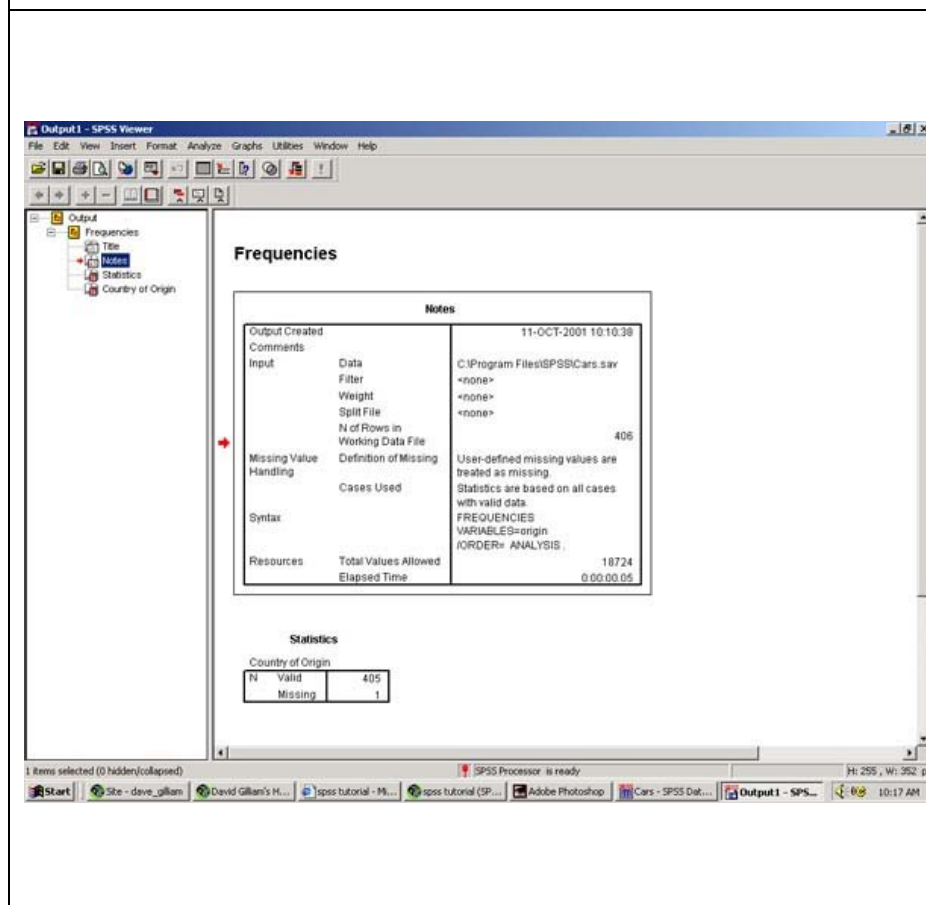 Output1 - SPSS Viewer
File Edit View Insert Format Analyze Graphs Utilities Window Help
Output
Frequencies
Title
Notes
Statistics
Country of Origin
Frequencies
Notes
Output Created 11-OCT-2001 10:10:38
Comments
Input Data C:\Program Files\SPSS\Cars.sav
Filter <none>
Weight <none>
Split File <none>
N of Rows in
Working Data File 406
Missing Value Handling Definition of Missing User-defined missing values are
treated as missing.
Cases Used Statistics are based on all cases
with valid data.
Syntax FREQUENCIES
VARIABLES=origin
/ORDER= ANALYSIS .
Resources Total Values Allowed 18724
Elapsed Time 0:00:00.05
Statistics
Country of Origin
N Valid 405
Missing 1
1 items selected (0 hidden/collapsed) SPSS Processor is ready H: 255 , W: 352 p
Start Site - dave_gilliam David Gilliam's H... spss tutorial - Mi... spss tutorial (SP... Adobe Photoshop Cars - SPSS Dat... Output1 - SPS... 10:17 AM